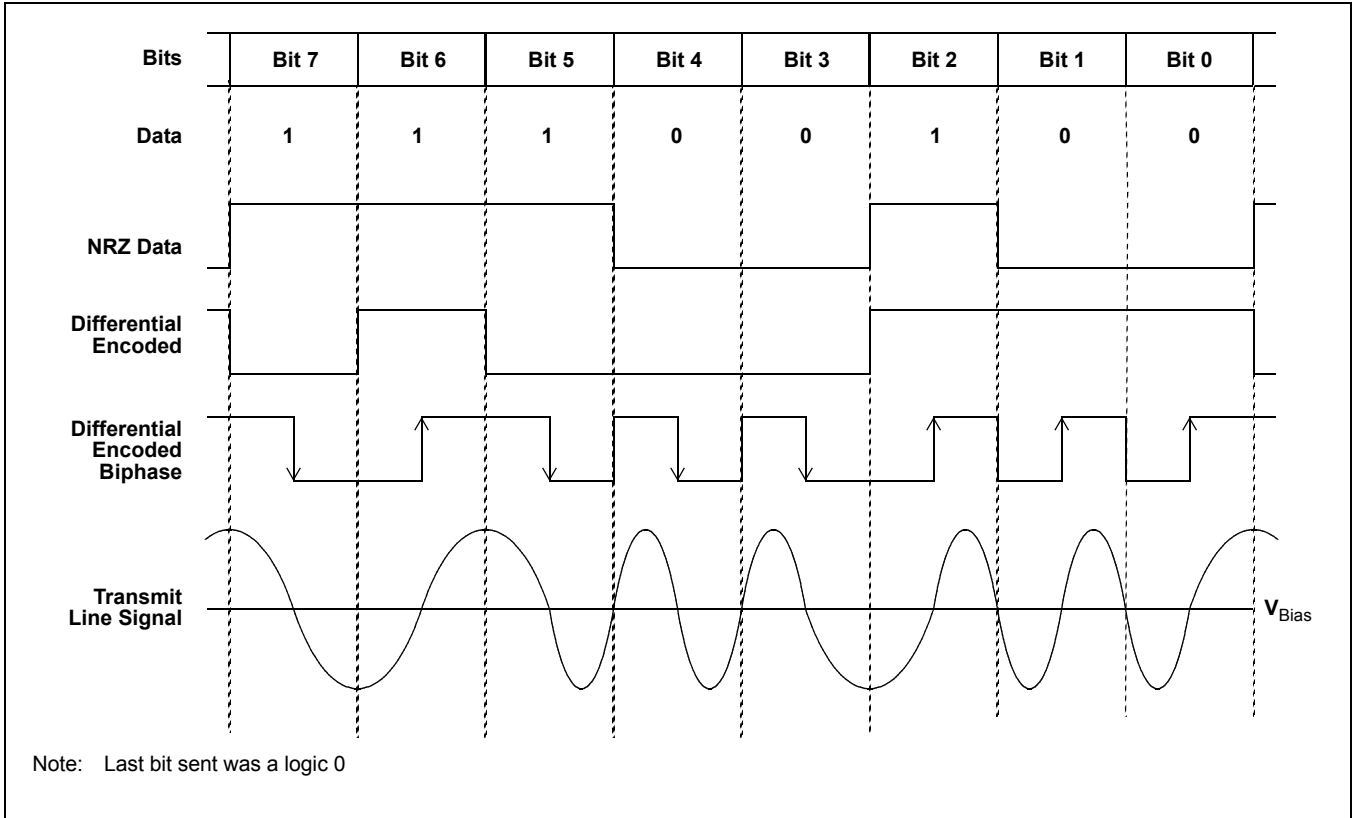 Bits Bit 7 Bit 6 Bit 5 Bit 4 Bit 3 Bit 2 Bit 1 Bit 0
Data 1 1 1 0 0 1 0 0
NRZ Data
Differential
Encoded
Differential
Encoded
Biphase
Transmit
Line Signal
VBias
Note: Last bit sent was a logic 0